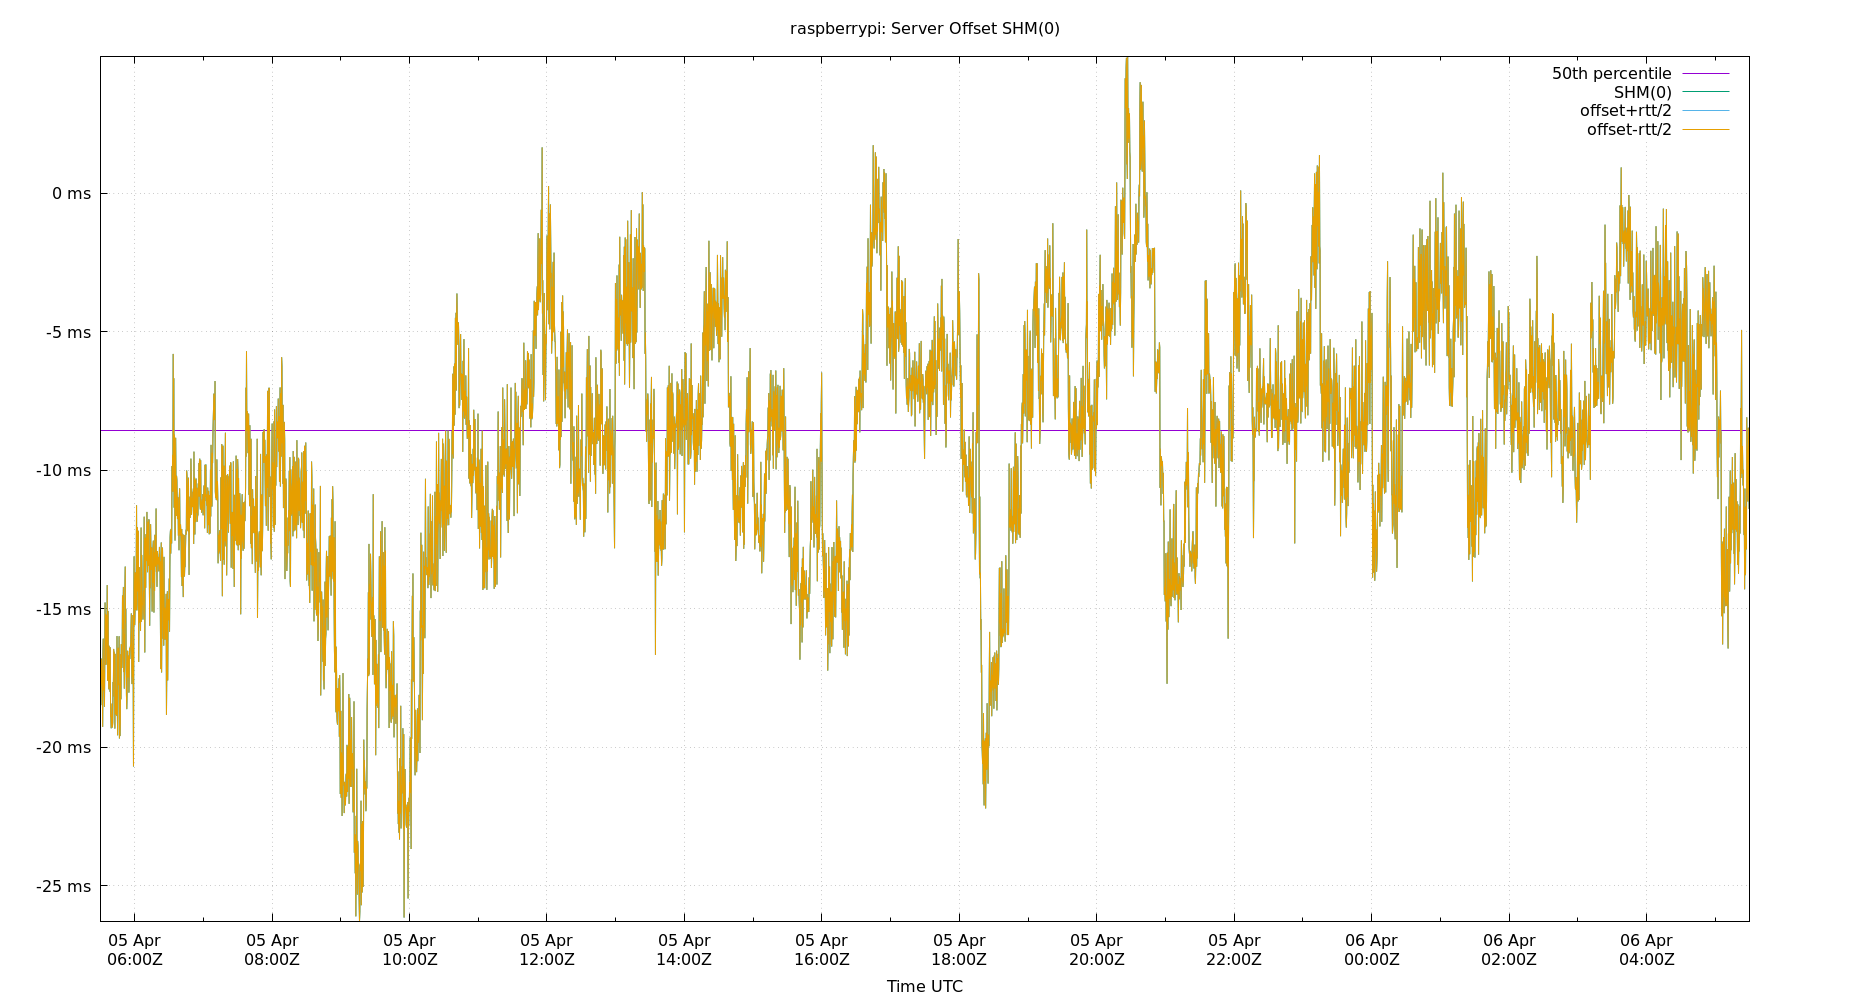 raspberrypi: Server Offset SHM(0)
50th percentile
SHM(0)
offset+rtt/2
offset-rtt/2
0 ms
-5 ms
-10 ms
-15 ms
-20 ms
-25 ms
05 Apr 05 Apr 05 Apr 05 Apr 05 Apr 05 Apr 05 Apr 05 Apr 05 Apr 06 Apr 06 Apr 06 Apr
06:00Z 08:00Z 10:00Z 12:00Z 14:00Z 16:00Z 18:00Z 20:00Z 22:00Z 00:00Z 02:00Z 04:00Z
Time UTC